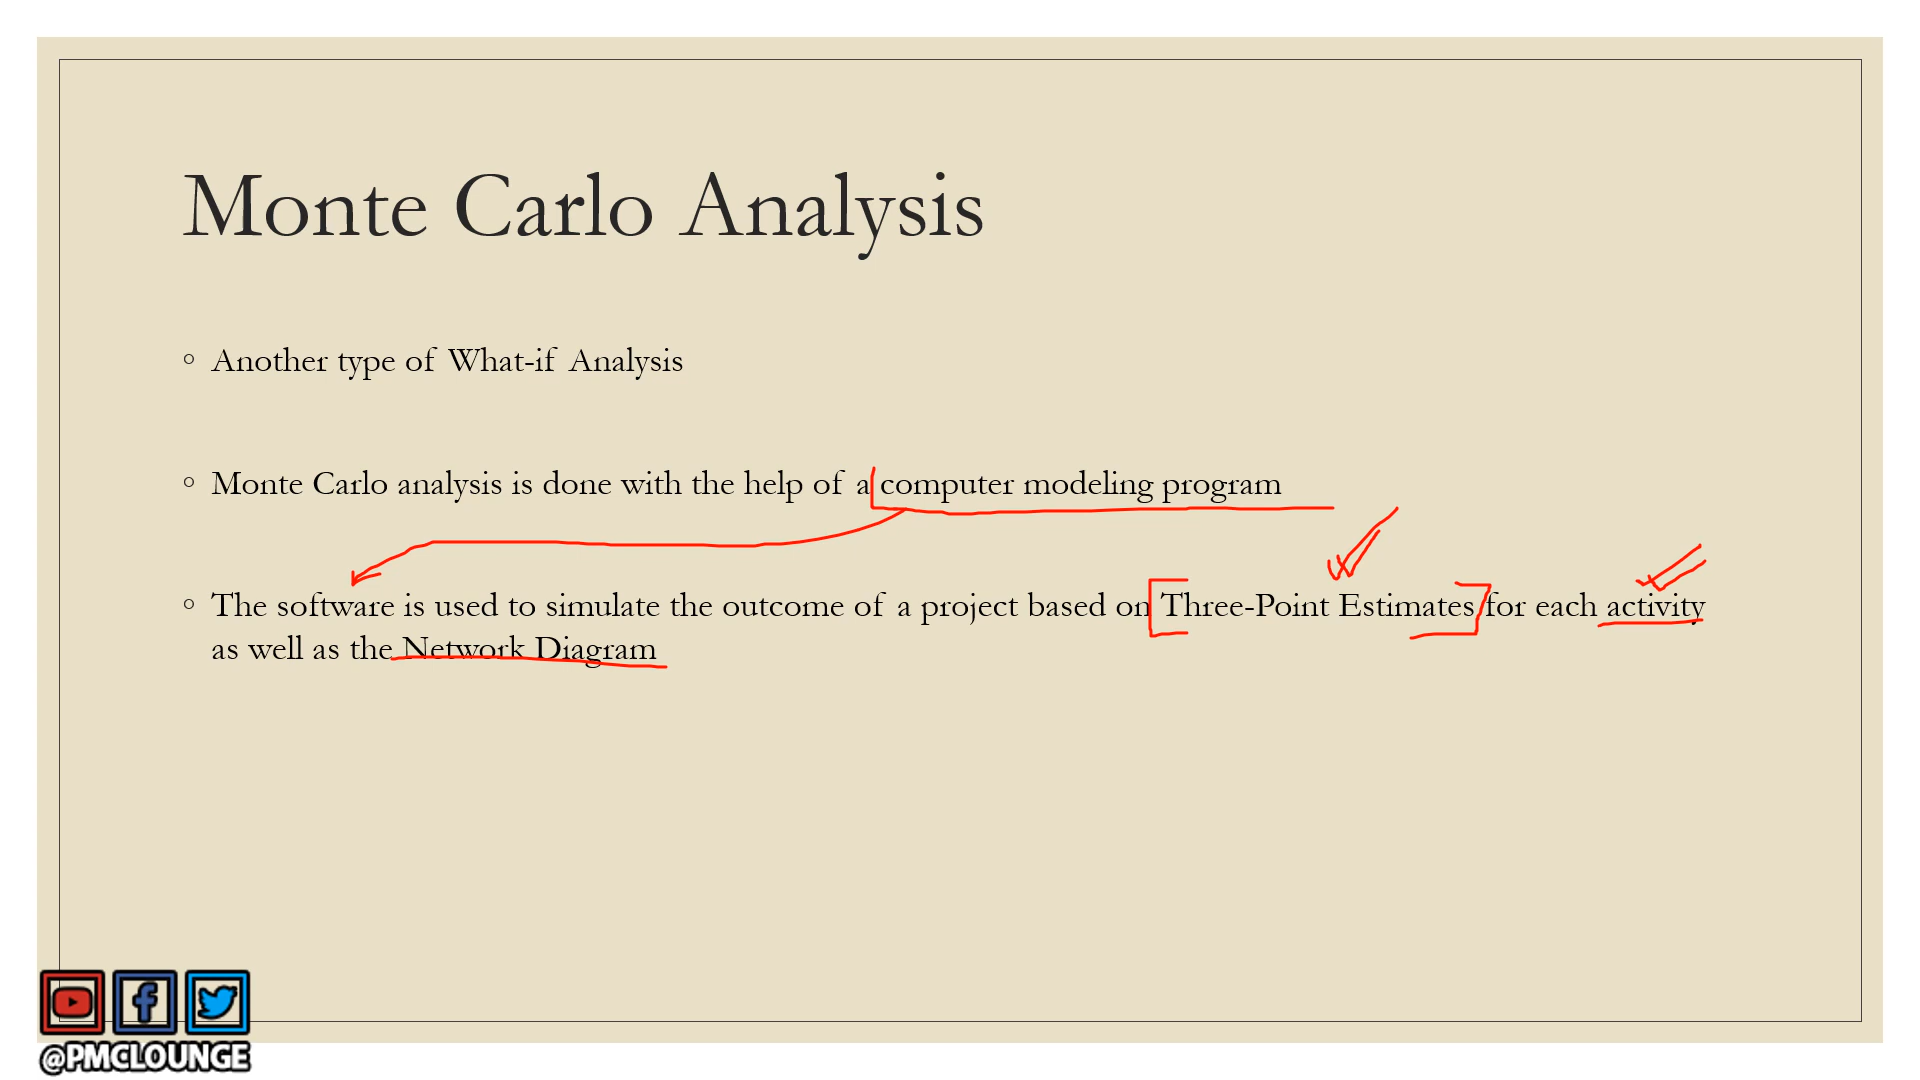 Monte Carlo Analysis
Another type of What-if Analysis
Monte Carlo analysis is done with the help of a computer modeling program
The software is used to simulate the outcome of a project based on Three-Point Estimates for each activity
as well as the Network Diagram
@PMCLOUNGE